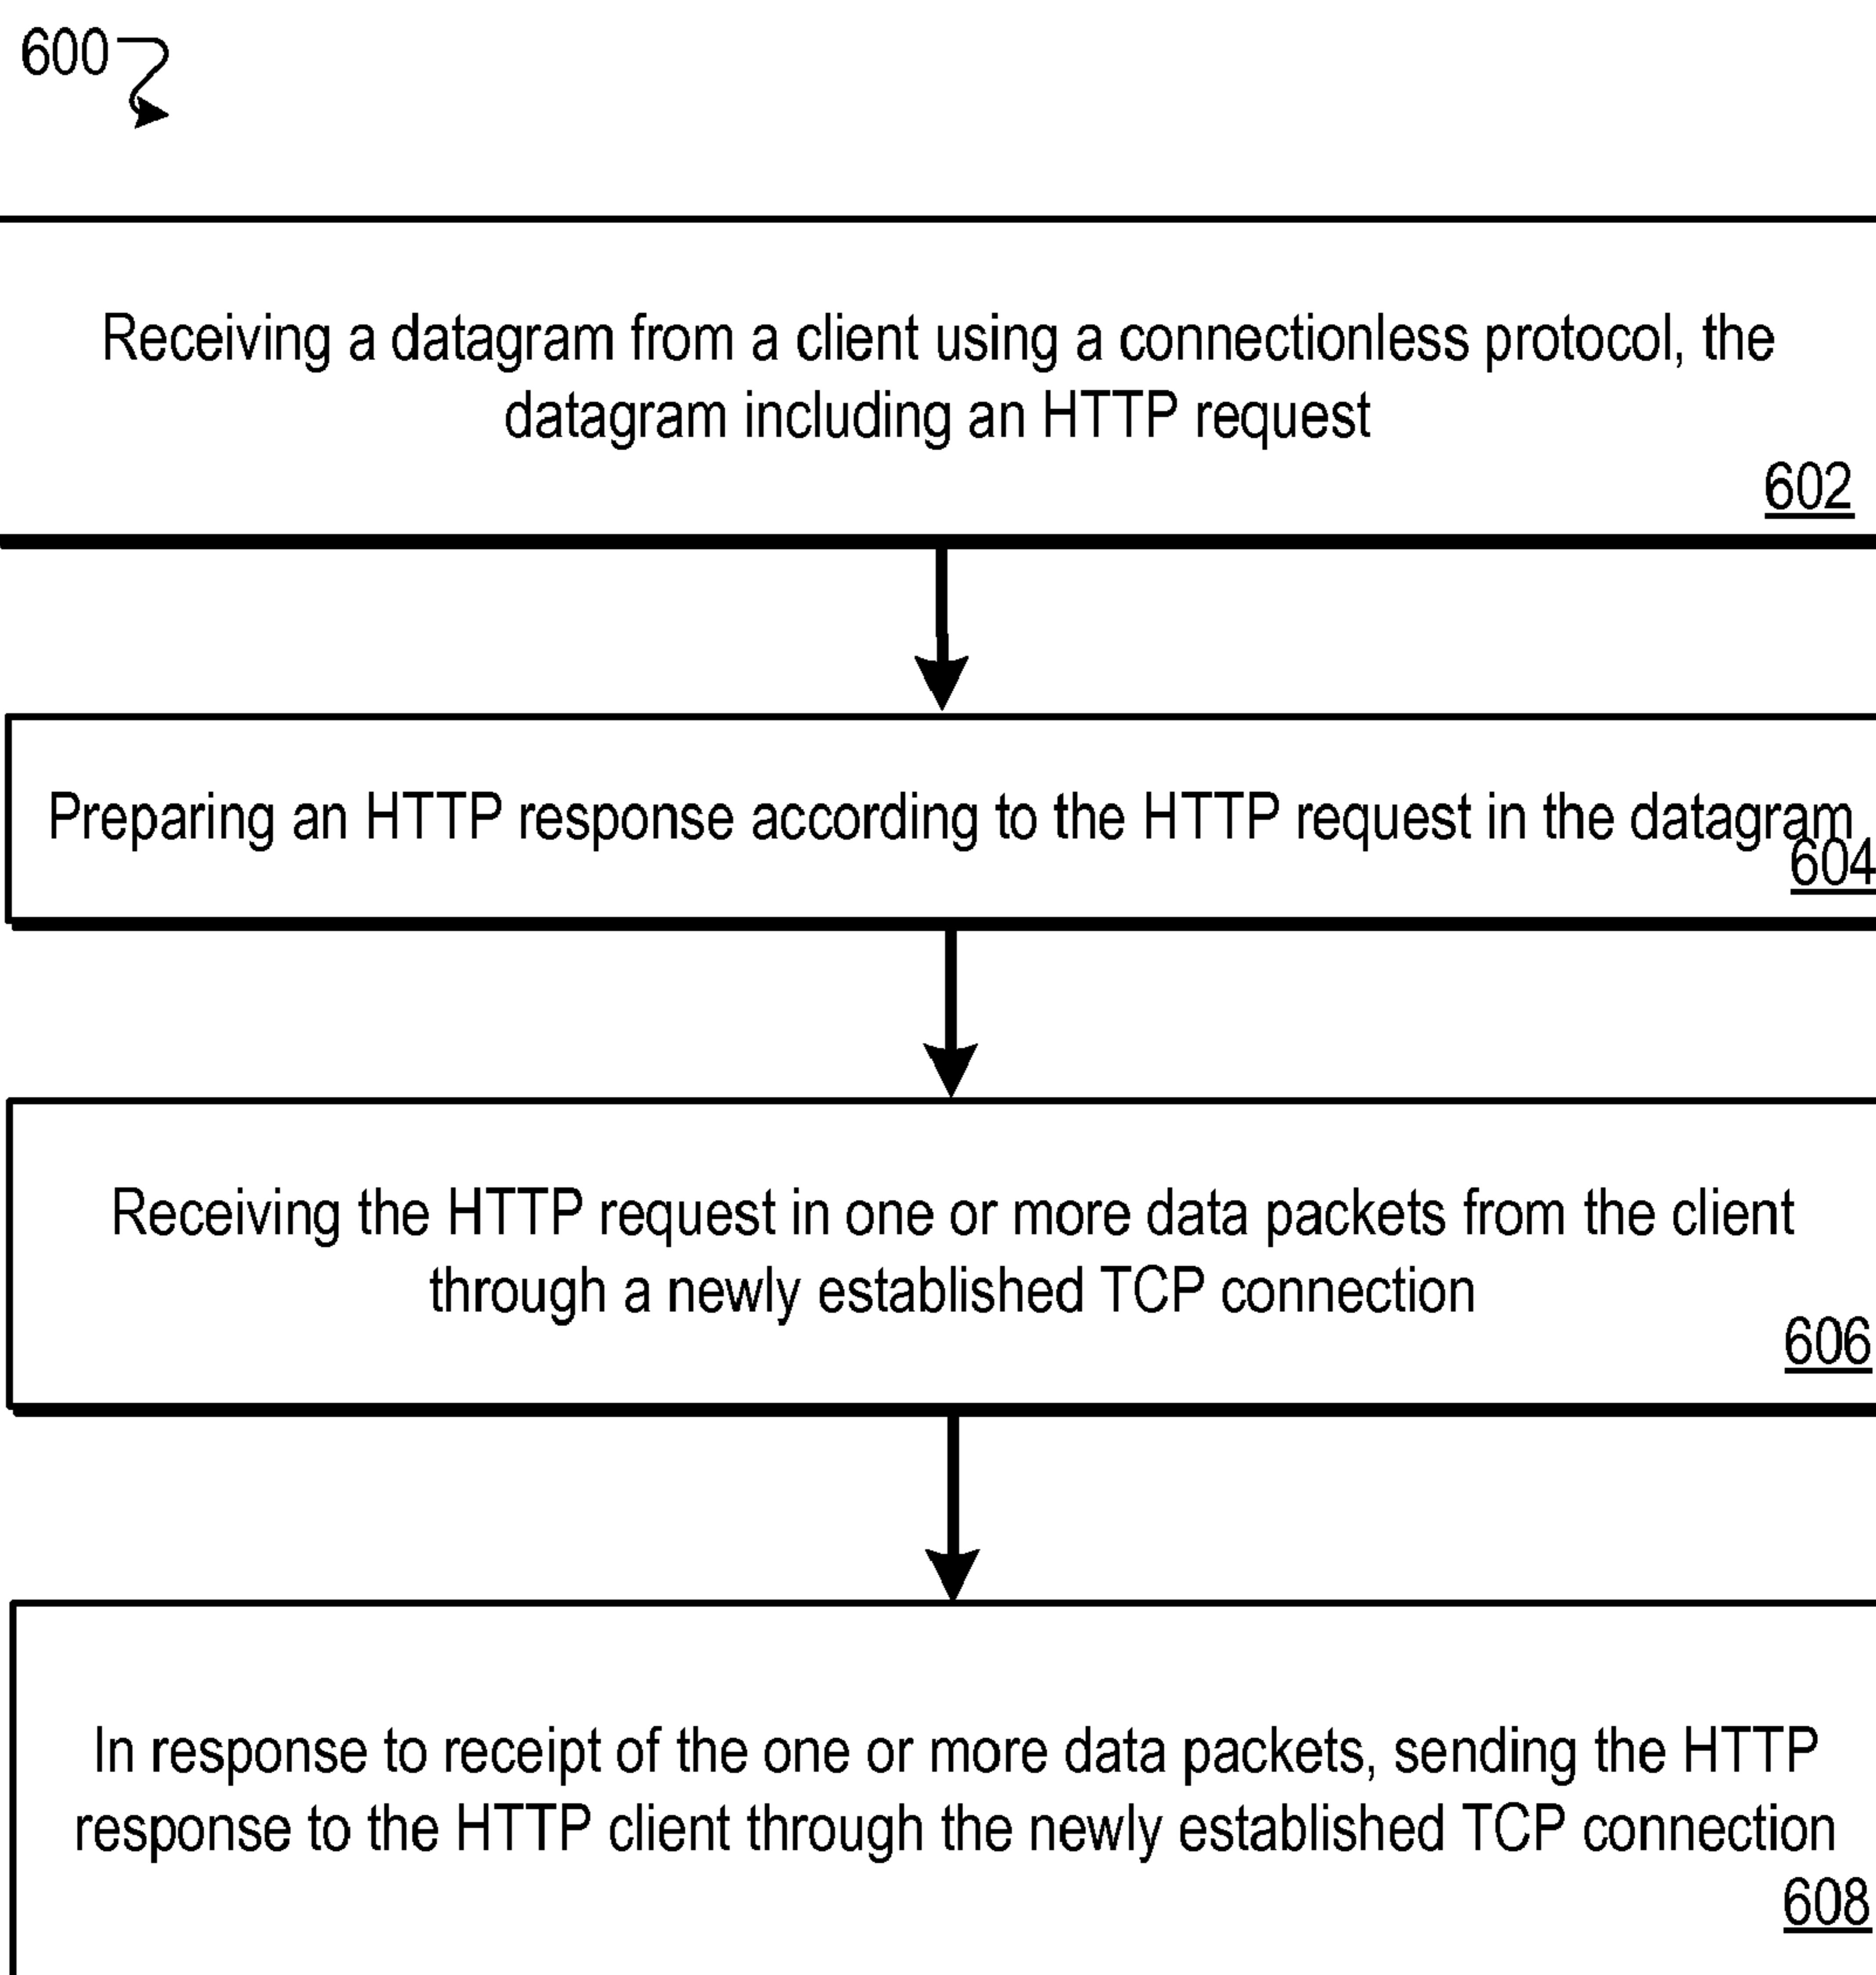 600
Receiving a datagram from a client using a connectionless protocol, the
datagram including an HTTP request
602
Preparing an HTTP response according to the HTTP request in the datagram
604
Receiving the HTTP request in one or more data packets from the client
through a newly established TCP connection
606
In response to receipt of the one or more data packets, sending the HTTP
response to the HTTP client through the newly established TCP connection
608